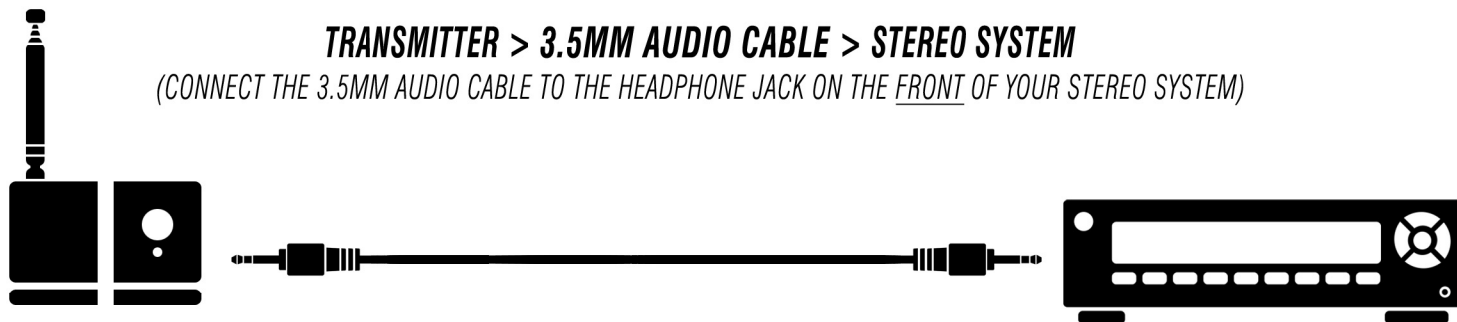 TRANSMITTER > 3.5MM AUDIO CABLE > STEREO SYSTEM
(CONNECT THE 3.5MM AUDIO CABLE TO THE HEADPHONE JACK ON THE FRONT OF YOUR STEREO SYSTEM)